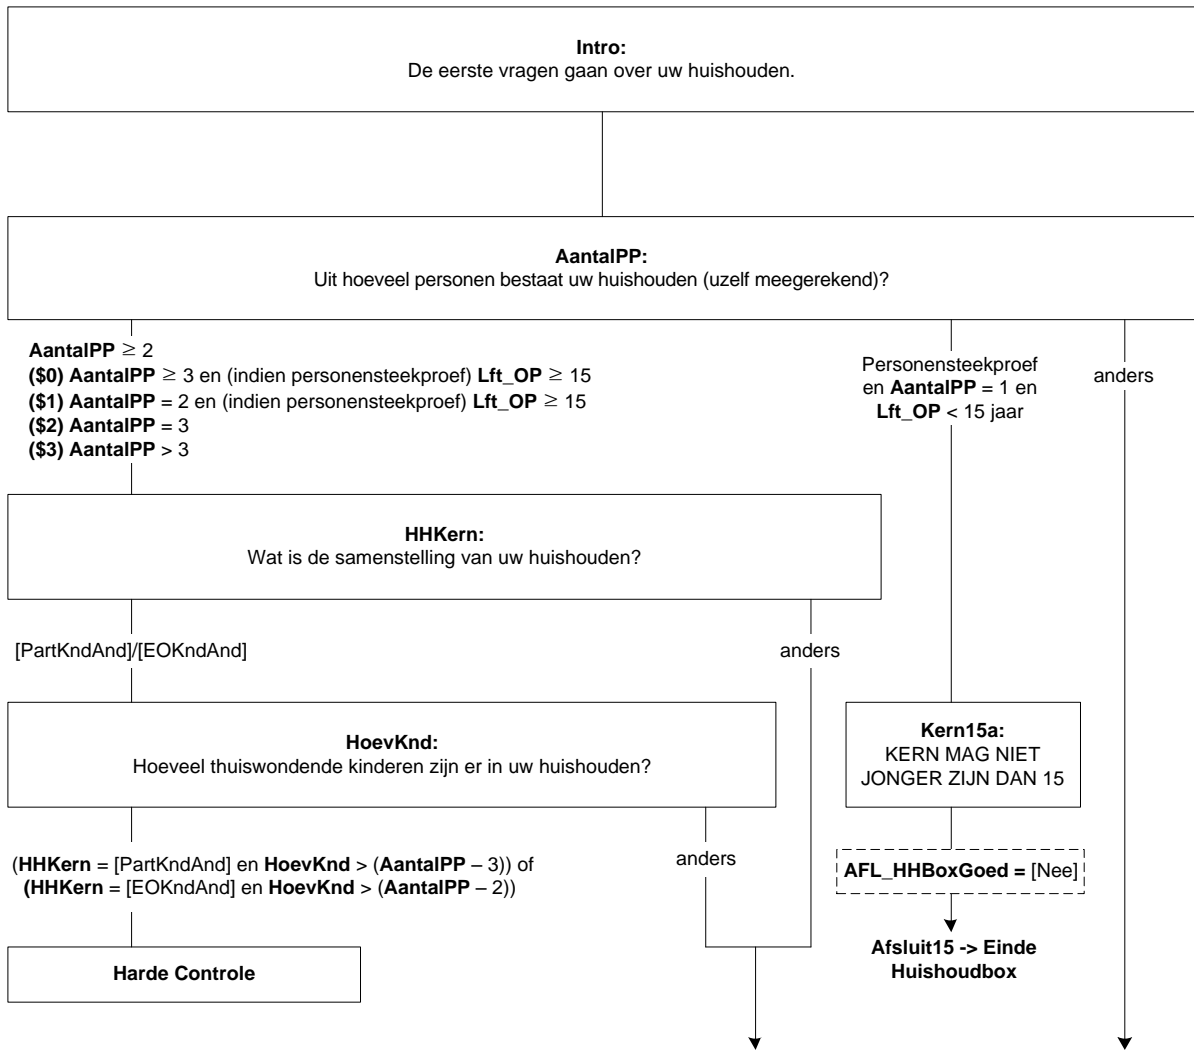 Intro:
De eerste vragen gaan over uw huishouden.
AantalPP:
Uit hoeveel personen bestaat uw huishouden (uzelf meegerekend)?
AantalPP ≥ 2
($0) AantalPP ≥ 3 en (indien personensteekproef) Lft_OP ≥ 15
($1) AantalPP = 2 en (indien personensteekproef) Lft_OP ≥ 15
($2) AantalPP = 3
($3) AantalPP > 3
Personensteekproef
en AantalPP = 1 en
Lft_OP < 15 jaar
anders
HHKern:
Wat is de samenstelling van uw huishouden?
[PartKndAnd]/[EOKndAnd]
anders
HoevKnd:
Hoeveel thuiswondende kinderen zijn er in uw huishouden?
Kern15a:
KERN MAG NIET
JONGER ZIJN DAN 15
(HHKern = [PartKndAnd] en HoevKnd > (AantalPP – 3)) of
(HHKern = [EOKndAnd] en HoevKnd > (AantalPP – 2))
anders
AFL_HHBoxGoed = [Nee]
Harde Controle
Afsluit15 -> Einde
Huishoudbox